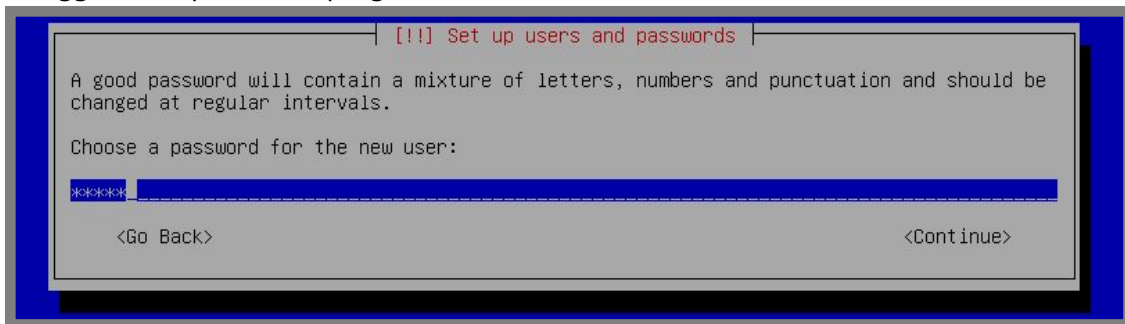 [!!] Set up users and passwords
A good password will contain a mixture of letters, numbers and punctuation and should be
changed at regular intervals.
Choose a password for the new user:
*****
<Go Back> <Continue>